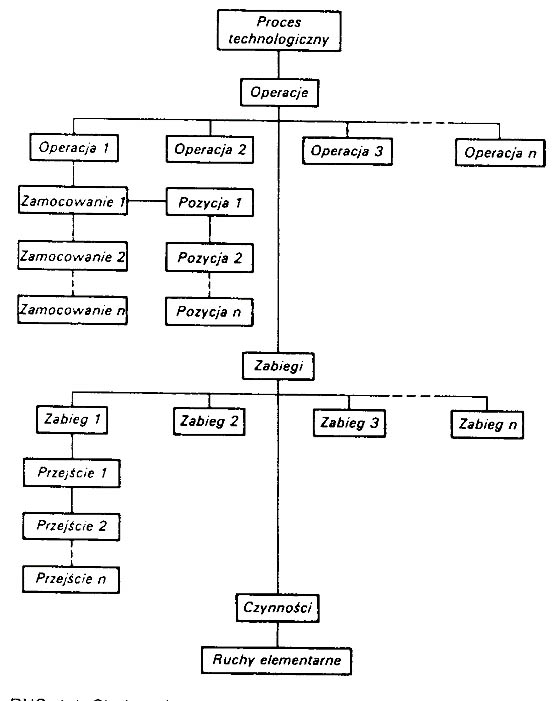 Proces
technologiczny
Operacje
Operacja 1
Operacja 2
Operacja 3
Operacja n
Zamocowanie 1
Pozycja 1
Zamocowanie 2
Pozycja 2
Zamocowanie n
Pozycja n
Zabiegi
Zabieg 1
Zabieg 2
Zabieg 3
Zabieg n
Przejście 1
Przejście 2
Przejście n
Czynności
Ruchy elementarne